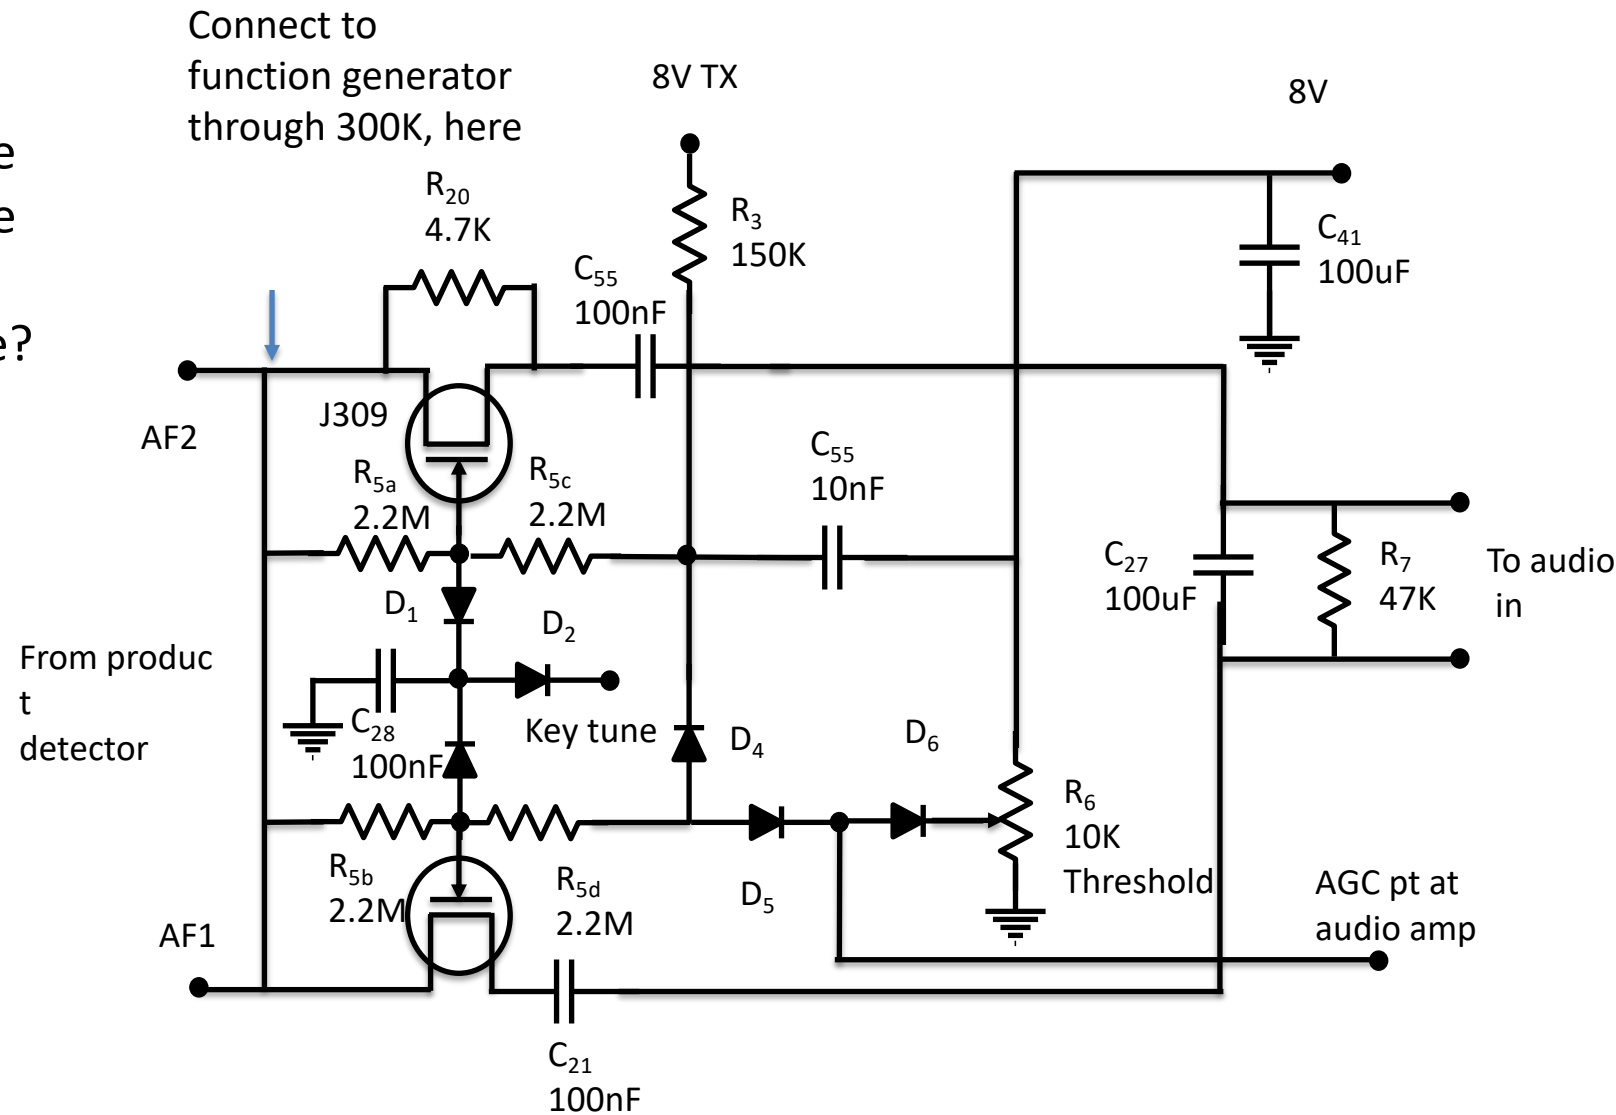 Connect to
function generator
through 300K, here
e
e
e?
8V TX
8V
R20
4.7K
R3
150K
C41
100uF
C55
100nF
J309
AF2
C55
10nF
R5a
2.2M
R5c
2.2M
C27
100uF
R7
47K
To audio
in
D1
D2
From produc
t
detector
C28
100nF
Key tune
D4
D6
R6
10K
Threshold
R5b
2.2M
R5d
2.2M
D5
AGC pt at
audio amp
AF1
C21
100nF